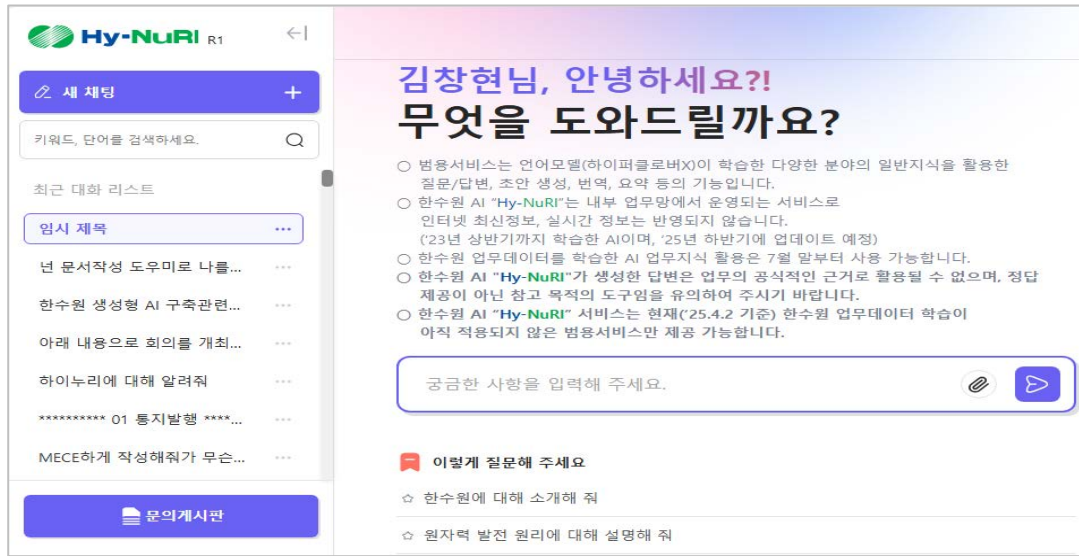 Hy-NuRI R1
새 채팅
키워드, 단어를 검색하세요.
최근 대화 리스트
임시 제목
넌 문서작성 도우미로 나를...
한수원 생성형 AI 구축관련...
아래 내용으로 회의를 개최...
하이누리에 대해 알려줘
********** 01 통지발행 ****...
MECE하게 작성해줘가 무슨...
문의게시판
김창현님, 안녕하세요?!
무엇을 도와드릴까요?
○ 범용서비스는 언어모델(하이퍼클로버X)이 학습한 다양한 분야의 일반지식을 활용한
질문/답변, 초안 생성, 번역, 요약 등의 기능입니다.
○ 한수원 AI "Hy-NuRI"는 내부 업무망에서 운영되는 서비스로
인터넷 최신정보, 실시간 정보는 반영되지 않습니다.
('23년 상반기까지 학습한 AI이며, '25년 하반기에 업데이트 예정)
○ 한수원 업무데이터를 학습한 AI 업무지식 활용은 7월 말부터 사용 가능합니다.
○ 한수원 AI "Hy-NuRI"가 생성한 답변은 업무의 공식적인 근거로 활용될 수 없으며, 정답
제공이 아닌 참고 목적의 도구임을 유의하여 주시기 바랍니다.
○ 한수원 AI "Hy-NuRI" 서비스는 현재('25.4.2 기준) 한수원 업무데이터 학습이
아직 적용되지 않은 범용서비스만 제공 가능합니다.
궁금한 사항을 입력해 주세요.
이렇게 질문해 주세요
☆ 한수원에 대해 소개해 줘
☆ 원자력 발전 원리에 대해 설명해 줘